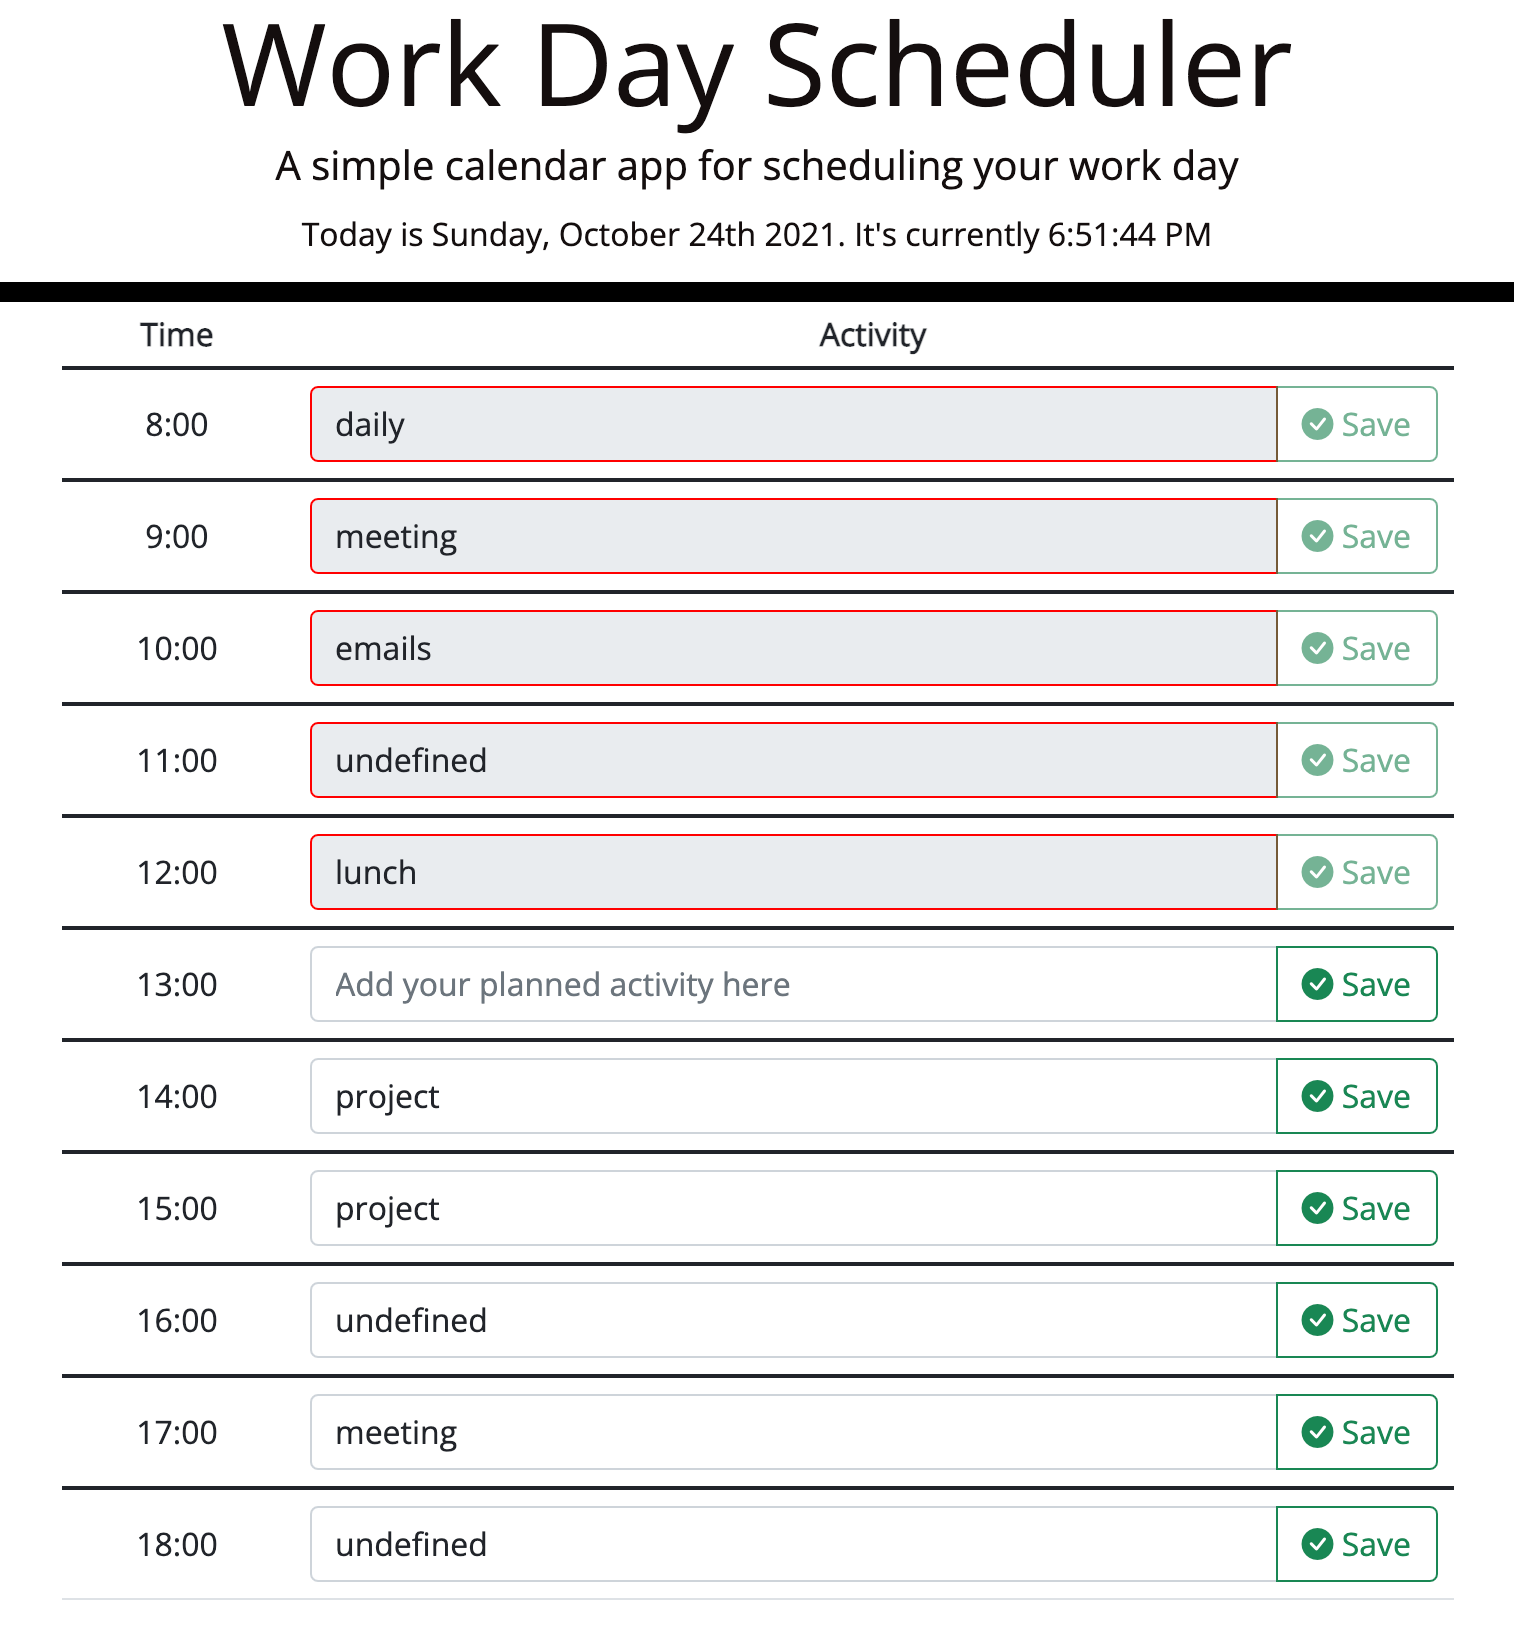 Work Day Scheduler
A simple calendar app for scheduling your work day
Today is Sunday, October 24th 2021. It's currently 6:51:44 PM
Time Activity
8:00 daily Save
9:00 meeting Save
10:00 emails Save
11:00 undefined Save
12:00 lunch Save
13:00 Add your planned activity here Save
14:00 project Save
15:00 project Save
16:00 undefined Save
17:00 meeting Save
18:00 undefined Save